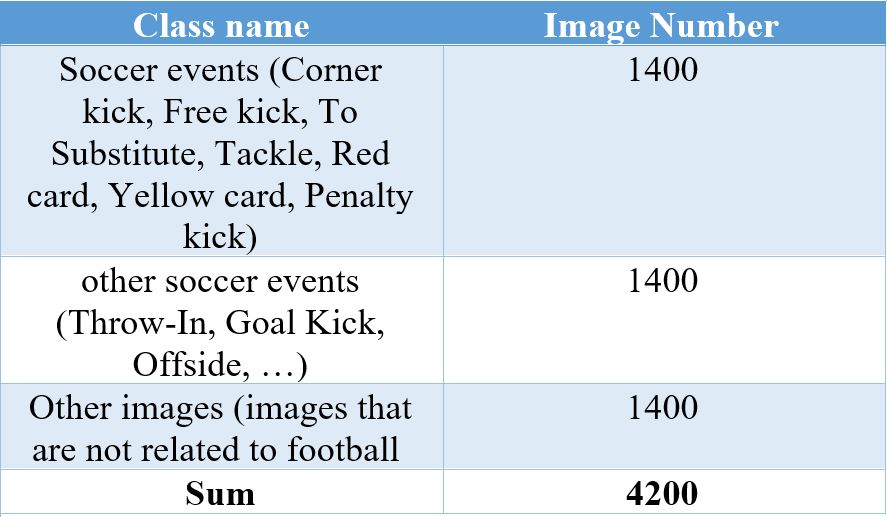 Class name Image Number
Soccer events (Corner 1400
kick, Free kick, To
Substitute, Tackle, Red
card, Yellow card, Penalty
kick)
other soccer events 1400
(Throw-In, Goal Kick,
Offside, …)
Other images (images that 1400
are not related to football
Sum 4200